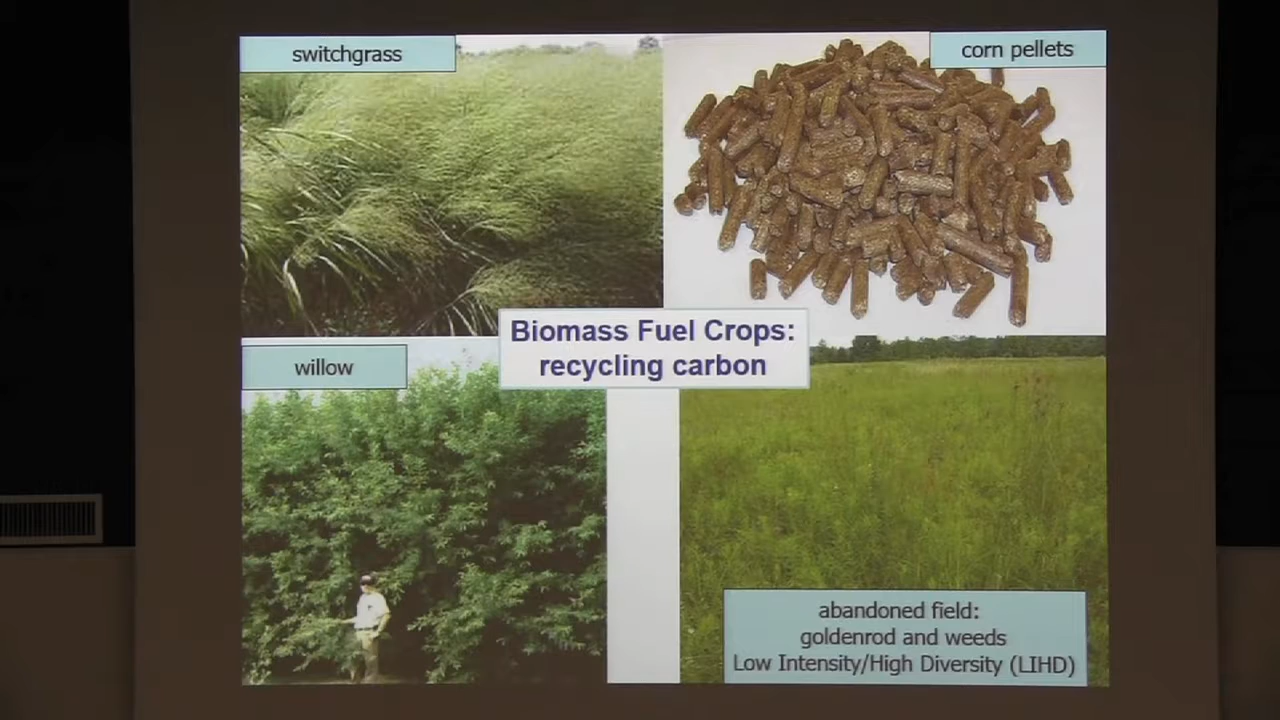 switchgrass
corn pellets
Biomass Fuel Crops:
recycling carbon
willow
abandoned field:
goldenrod and weeds
Low Intensity/High Diversity (LIHD)